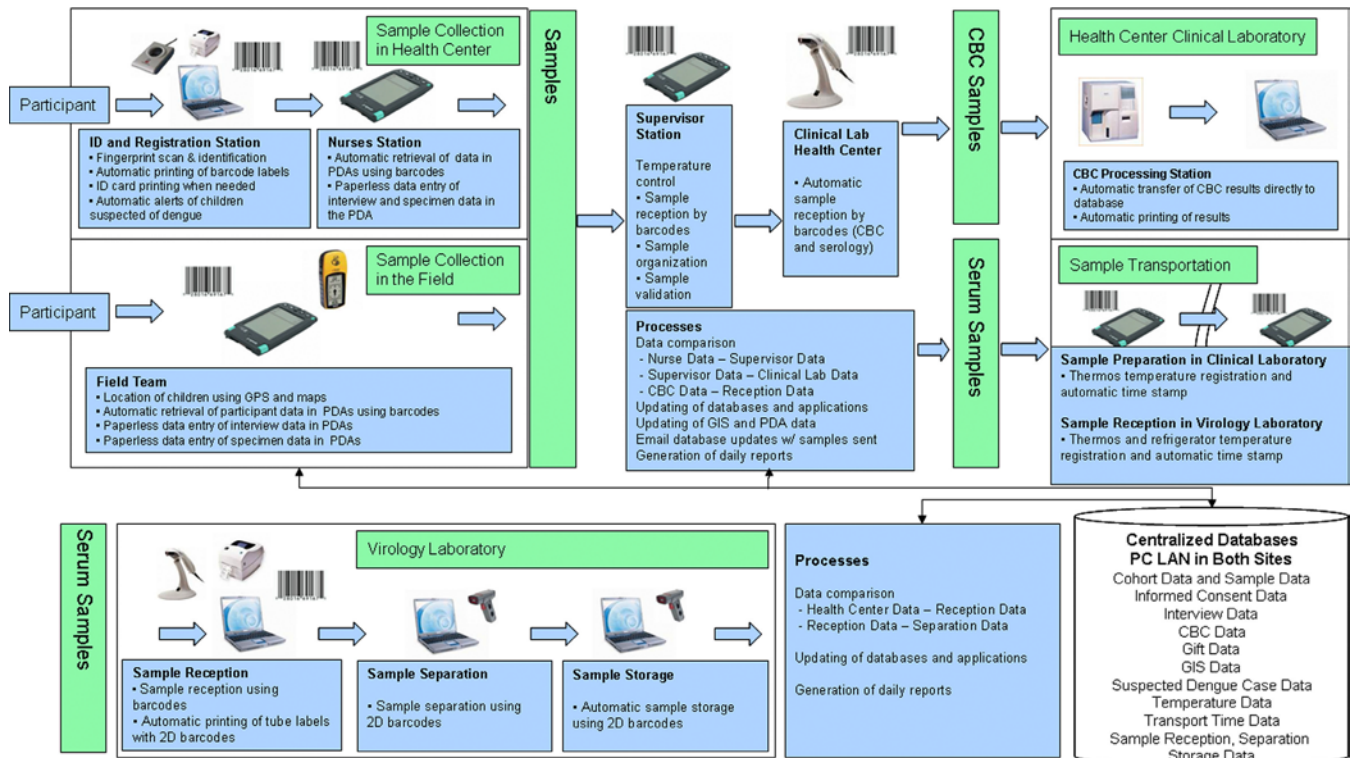 Sample Collection
in Health Center
Participant
ID and Registration Station
▪ Fingerprint scan & identification
▪ Automatic printing of barcode labels
▪ ID card printing when needed
▪ Automatic alerts of children
suspected of dengue
Nurses Station
▪ Automatic retrieval of data in
PDAs using barcodes
▪ Paperless data entry of
interview and specimen data in
the PDA
Sample Collection
in the Field
Participant
Field Team
▪ Location of children using GPS and maps
▪ Automatic retrieval of participant data in PDAs using barcodes
▪ Paperless data entry of interview data in PDAs
▪ Paperless data entry of specimen data in PDAs
Samples
Supervisor
Station
Temperature
control
▪ Sample
reception by
barcodes
▪ Sample
organization
▪ Sample
validation
Clinical Lab
Health Center
▪ Automatic
sample
reception by
barcodes (CBC
and serology)
Processes
Data comparison
- Nurse Data – Supervisor Data
- Supervisor Data – Clinical Lab Data
- CBC Data – Reception Data
Updating of databases and applications
Updating of GIS and PDA data
Email database updates w/ samples sent
Generation of daily reports
CBC Samples
Serum Samples
Health Center Clinical Laboratory
CBC Processing Station
▪ Automatic transfer of CBC results directly to
database
▪ Automatic printing of results
Sample Transportation
Sample Preparation in Clinical Laboratory
▪ Thermos temperature registration and
automatic time stamp
Sample Reception in Virology Laboratory
▪ Thermos and refrigerator temperature
registration and automatic time stamp
Serum Samples
Virology Laboratory
Sample Reception
▪ Sample reception using
barcodes
▪ Automatic printing of tube labels
with 2D barcodes
Sample Separation
▪ Sample separation using
2D barcodes
Sample Storage
▪ Automatic sample storage
using 2D barcodes
Processes
Data comparison
- Health Center Data – Reception Data
- Reception Data – Separation Data
Updating of databases and applications
Generation of daily reports
Centralized Databases
PC LAN in Both Sites
Cohort Data and Sample Data
Informed Consent Data
Interview Data
CBC Data
Gift Data
GIS Data
Suspected Dengue Case Data
Temperature Data
Transport Time Data
Sample Reception, Separation
Storage Data